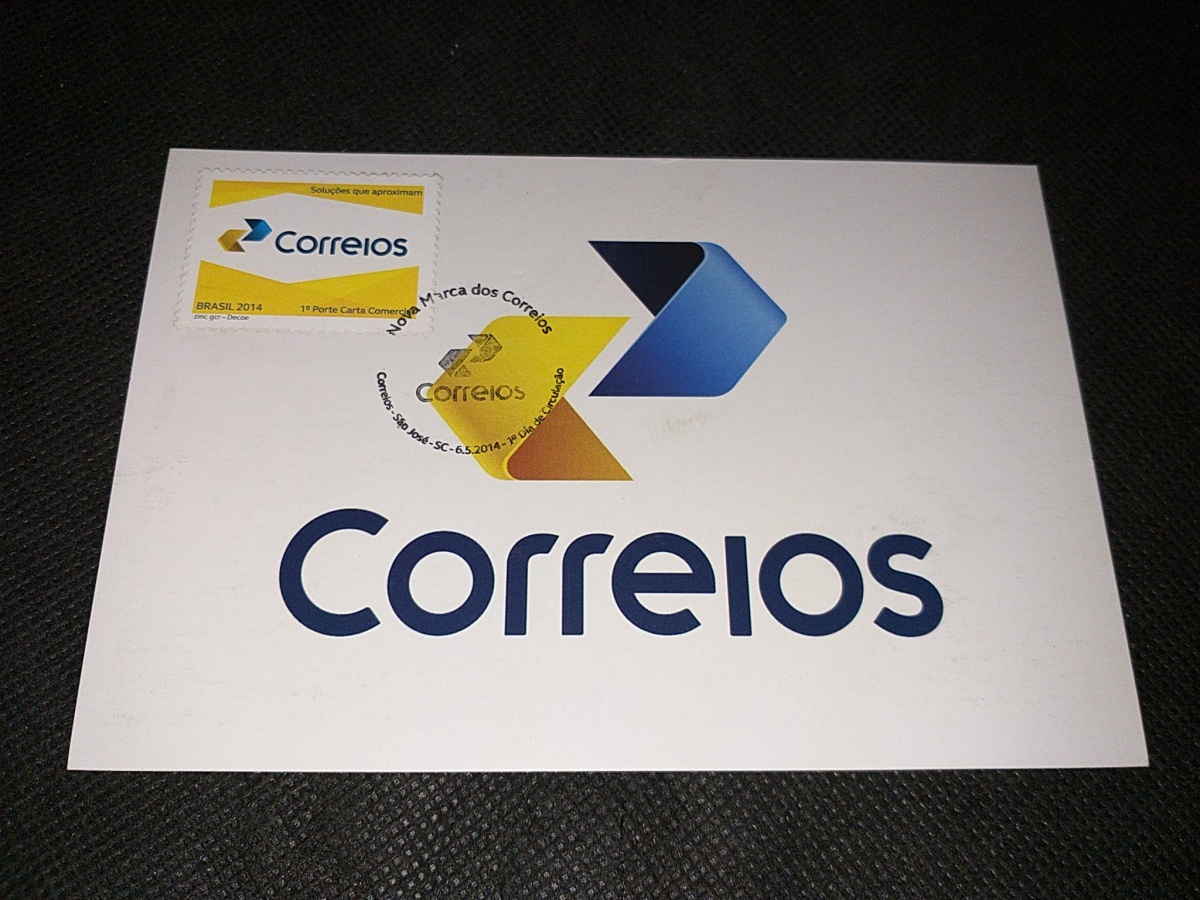 Soluções que aproximam
Correios
BRASIL 2014
1º Porte Carta Comercial
zinc gcr - Decoe
Nova Marca dos Correios
Correios
Correios - São José - SC - 6.5.2014 - 1º Dia de Circulação
Correios